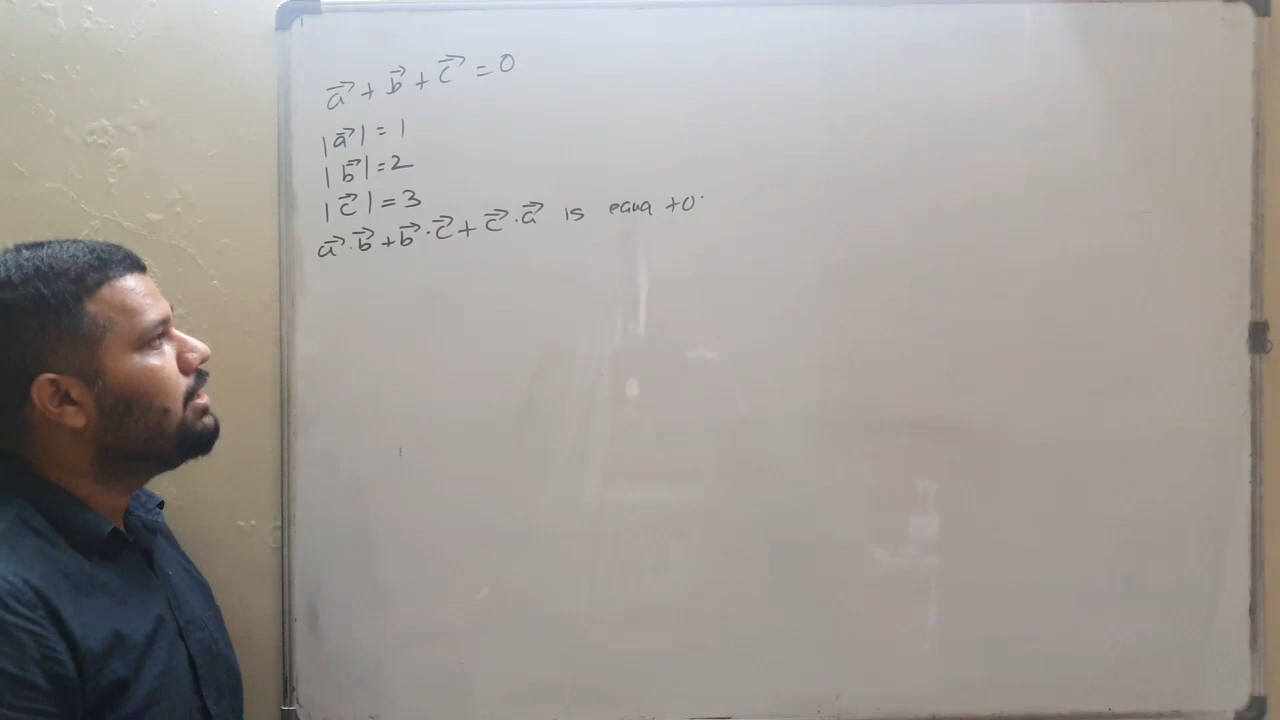 a⃗ + b⃗ + c⃗ = 0
|a⃗| = 1
|b⃗| = 2
|c⃗| = 3
a⃗·b⃗ + b⃗·c⃗ + c⃗·a⃗ is equa to·